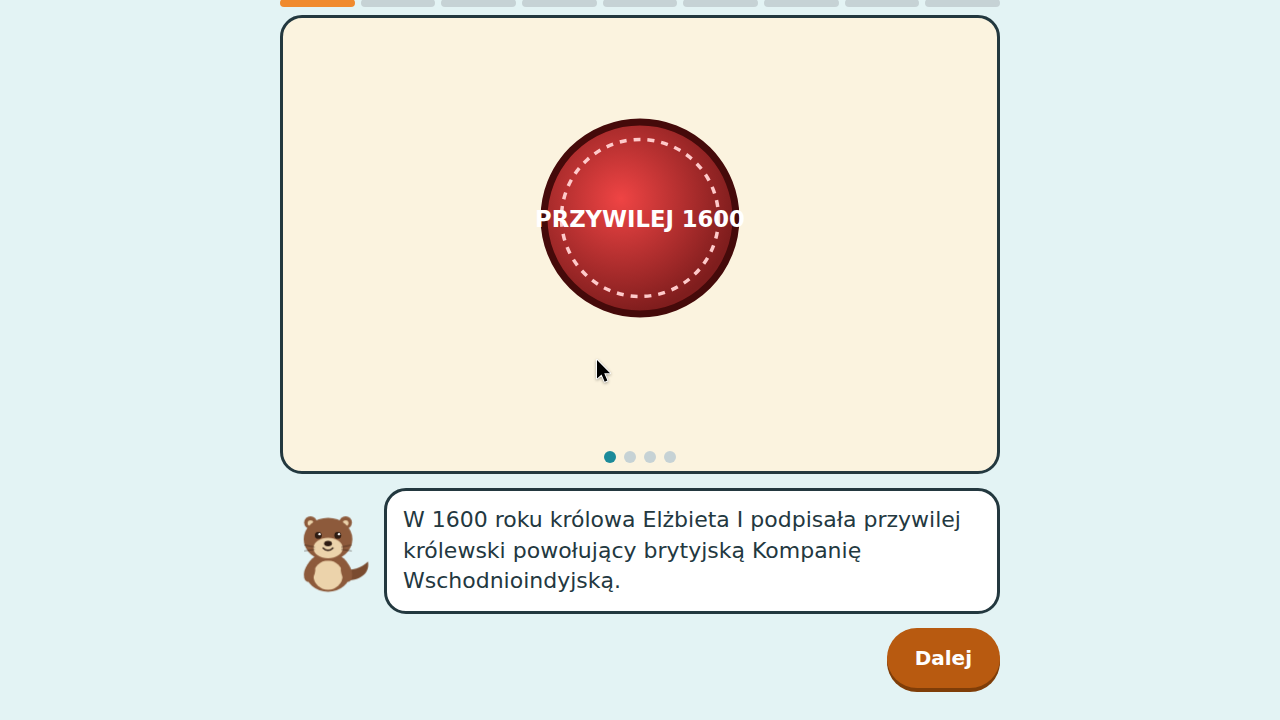 PRZYWILEJ 1600
W 1600 roku królowa Elżbieta I podpisała przywilej
królewski powołujący brytyjską Kompanię
Wschodnioindyjską.
Dalej